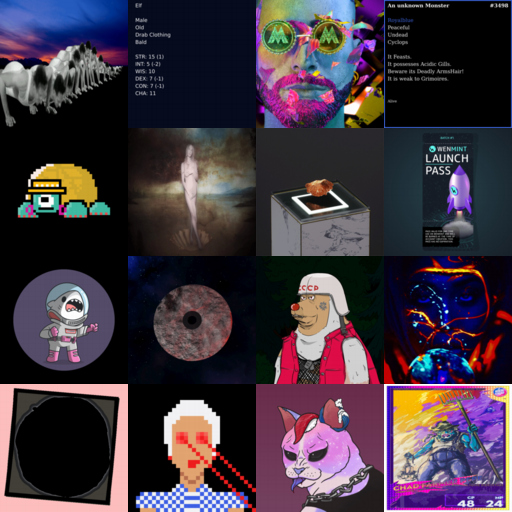 Elf
Male
Old
Drab Clothing
Bald
STR: 15 (1)
INT: 5 (-2)
WIS: 10
DEX: 7 (-1)
CON: 7 (-1)
CHA: 11
An unknown Monster #3498
Royalblue
Peaceful
Undead
Cyclops
It Feasts.
It possesses Acidic Gills.
Beware its Deadly ArmsHair!
It is weak to Grimoires.
WENMINT
LAUNCH
PASS
CCCP
48 24